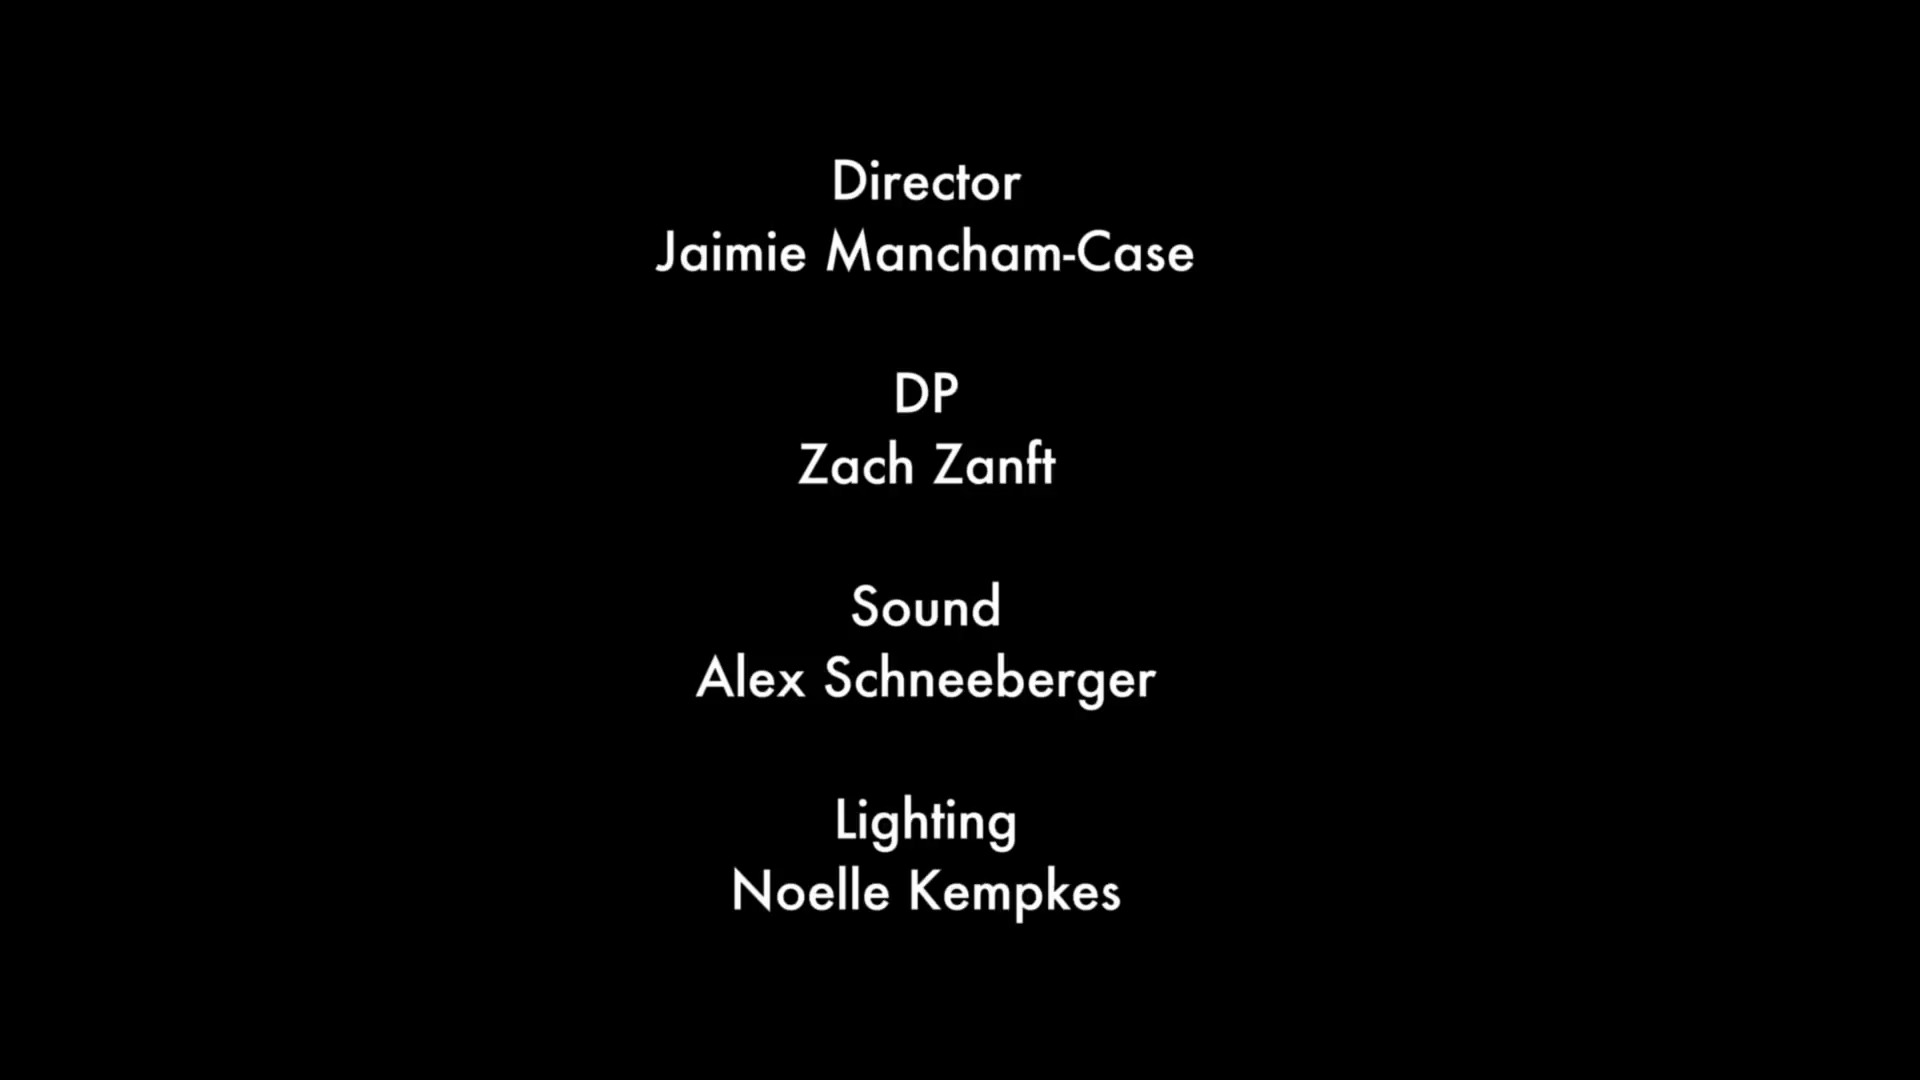 Director
Jaimie Mancham-Case
DP
Zach Zanft
Sound
Alex Schneeberger
Lighting
Noelle Kempkes